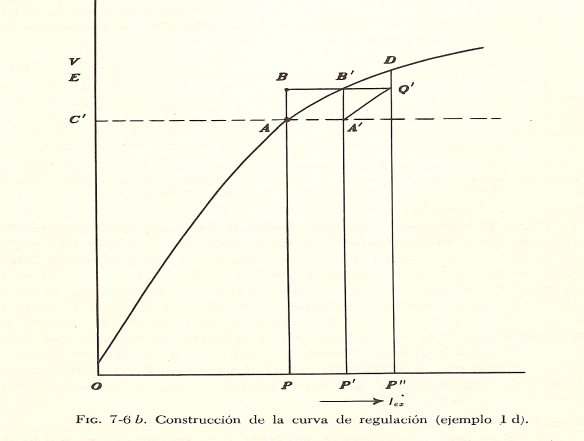 V
E
B B′ D
Q′
C′
A A′
O P P′ P″
I_ex
FIG. 7-6 b. Construcción de la curva de regulación (ejemplo 1 d).